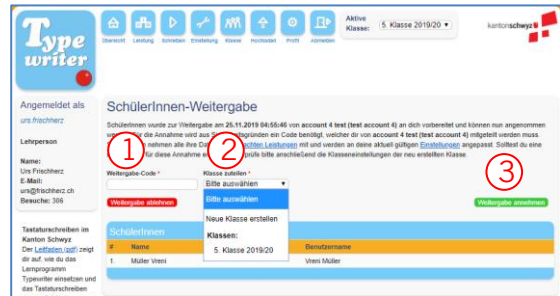 Type
writer
Übersicht Leistung Schreiben Einstellung Klasse Hochladen Profil Abmelden
Aktive
Klasse:
5. Klasse 2019/20
kantonschwyz
Angemeldet als
urs.frischherz
Lehrperson
Name:
Urs Frischherz
E-Mail:
urs@frischherz.ch
Besuche: 306
Tastaturschreiben im
Kanton Schwyz
Der Leitfaden (pdf) zeigt
dir auf, wie du das
Lernprogramm
Typewriter einsetzen und
das Tastaturschreiben
SchülerInnen-Weitergabe
SchülerInnen wurde zur Weitergabe am 25.11.2019 04:55:46 von account 4 test (test account 4) an dich vorbereitet und können nun angenommen
für die Annahme wird aus gründen ein Code benötigt, welcher dir von account 4 test (test account 4) mitgeteilt werden muss.
nehmen alle ihre Leistungen mit und werden an deine aktuell gültigen Einstellungen angepasst. Solltest du eine
für diese Annahme prüfe bitte anschließend die Klasseneinstellungen der neu erstellten Klasse.
1
2
3
Weitergabe-Code *
Klasse zuteilen *
Bitte auswählen
Bitte auswählen
Neue Klasse erstellen
Klassen:
5. Klasse 2019/20
Weitergabe ablehnen
Weitergabe annehmen
SchülerInnen
# Name Benutzername
1. Müller Vreni Vreni Müller